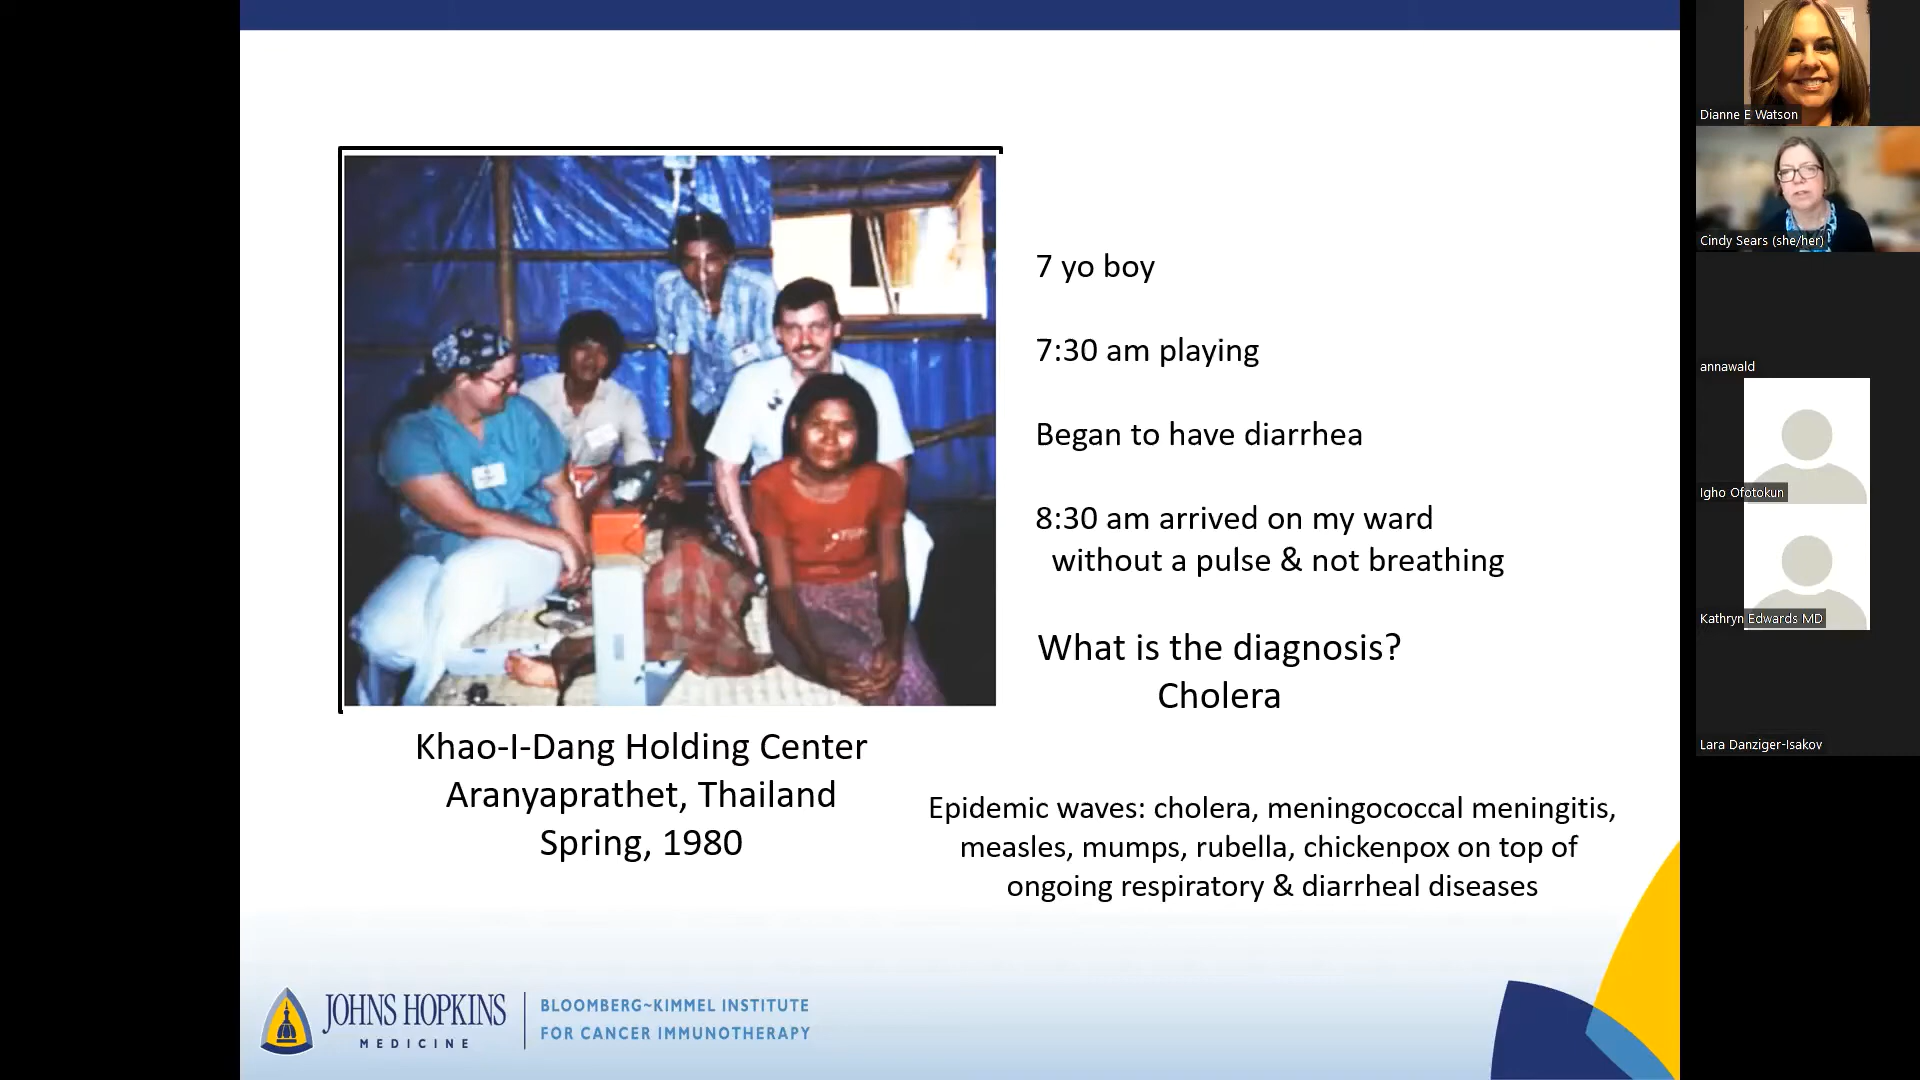 7 yo boy
7:30 am playing
Began to have diarrhea
8:30 am arrived on my ward
without a pulse & not breathing
What is the diagnosis?
Cholera
Khao-I-Dang Holding Center
Aranyaprathet, Thailand
Spring, 1980
Epidemic waves: cholera, meningococcal meningitis,
measles, mumps, rubella, chickenpox on top of
ongoing respiratory & diarrheal diseases
JOHNS HOPKINS
MEDICINE
BLOOMBERG~KIMMEL INSTITUTE
FOR CANCER IMMUNOTHERAPY
Dianne E Watson
Cindy Sears (she/her)
annawald
Igho Ofotokun
Kathryn Edwards MD
Lara Danziger-Isakov